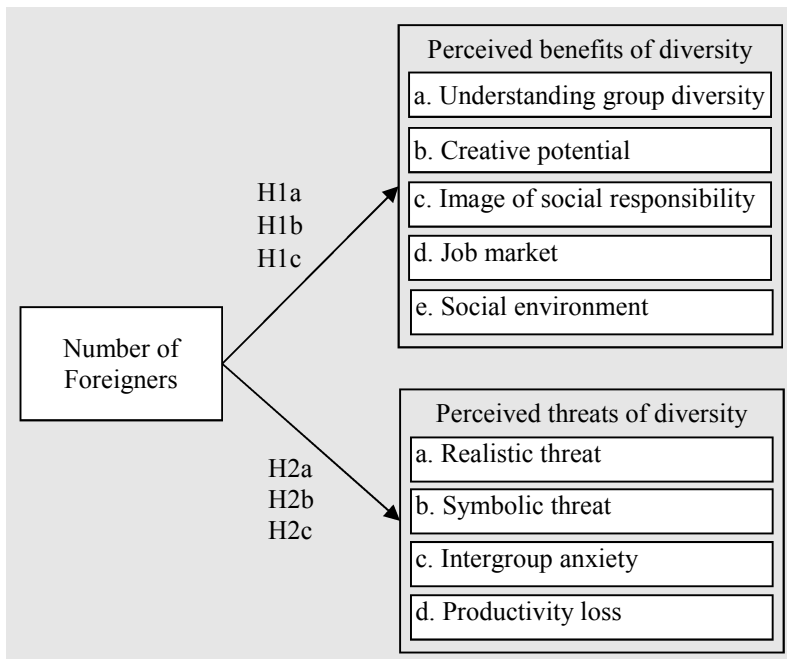 Perceived benefits of diversity
a. Understanding group diversity
b. Creative potential
c. Image of social responsibility
d. Job market
e. Social environment
H1a
H1b
H1c
Number of
Foreigners
H2a
H2b
H2c
Perceived threats of diversity
a. Realistic threat
b. Symbolic threat
c. Intergroup anxiety
d. Productivity loss